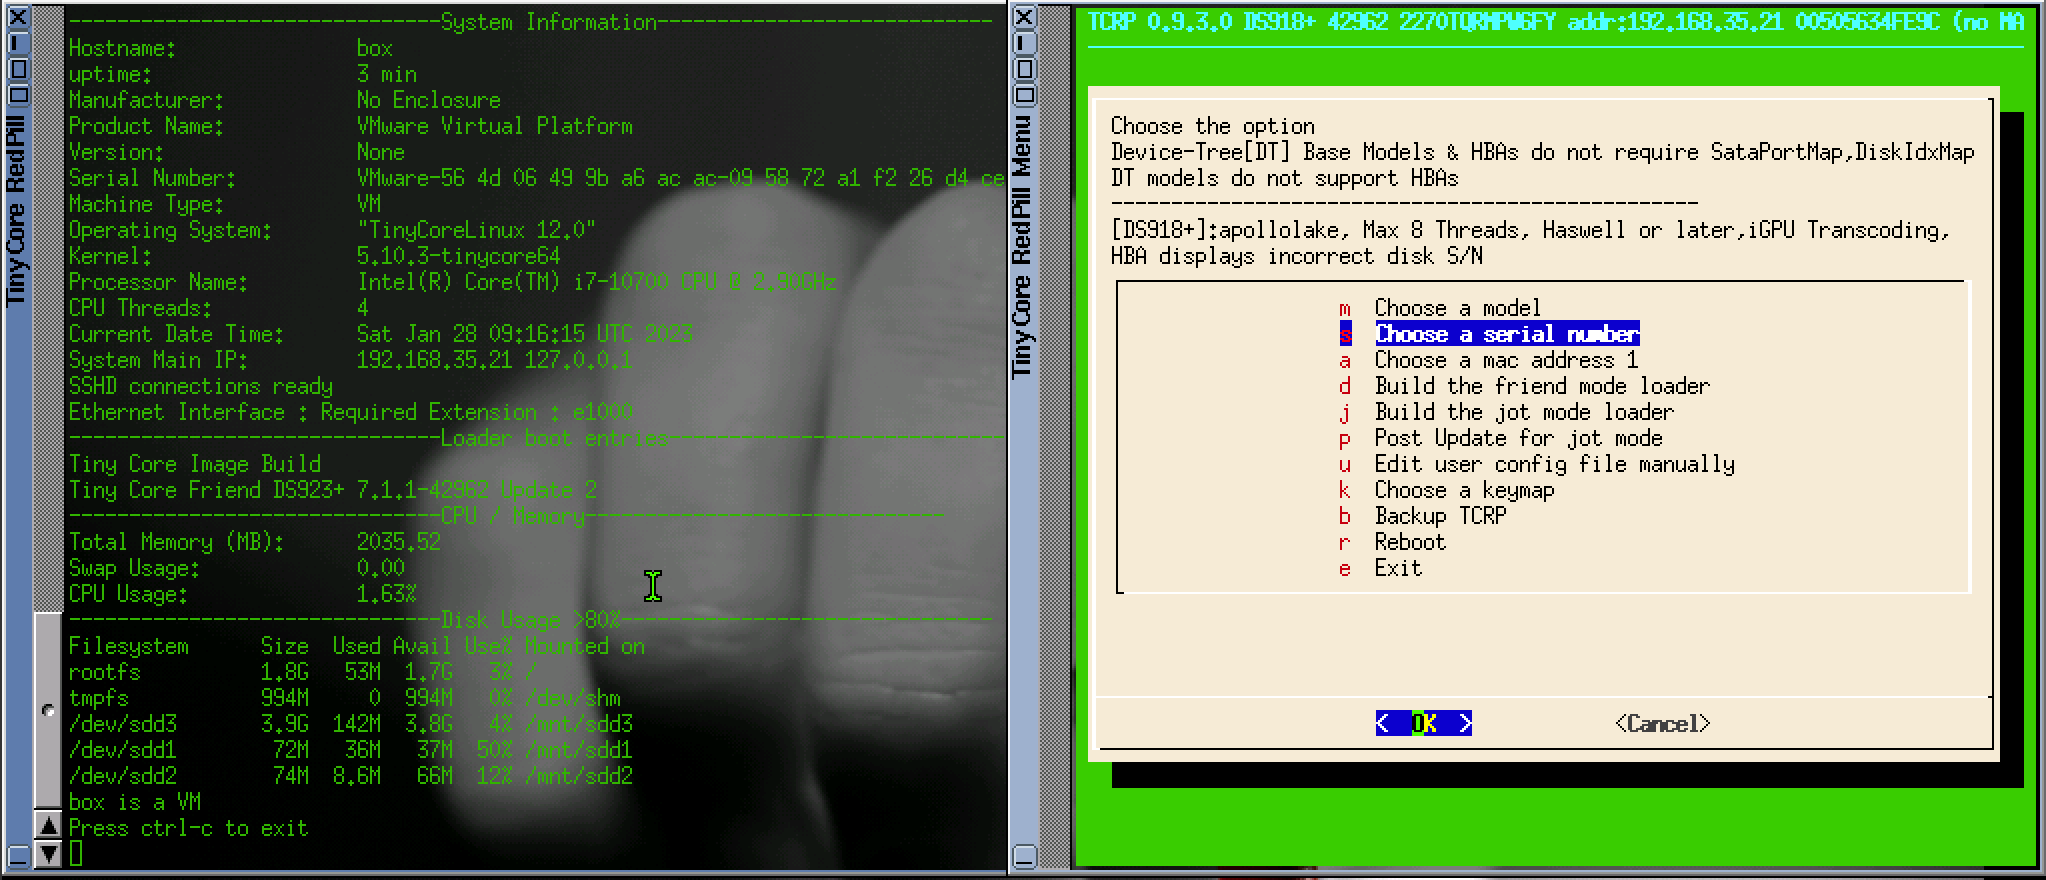 Tiny Core RedPill
-------------------------------System Information----------------------------
Hostname: box
uptime: 3 min
Manufacturer: No Enclosure
Product Name: VMware Virtual Platform
Version: None
Serial Number: VMware-56 4d 06 49 9b a6 ac ac-09 58 72 a1 f2 26 d4 ce
Machine Type: VM
Operating System: "TinyCoreLinux 12.0"
Kernel: 5.10.3-tinycore64
Processor Name: Intel(R) Core(TM) i7-10700 CPU @ 2.90GHz
CPU Threads: 4
Current Date Time: Sat Jan 28 09:16:15 UTC 2023
System Main IP: 192.168.35.21 127.0.0.1
SSHD connections ready
Ethernet Interface : Required Extension : e1000
-------------------------------Loader boot entries----------------------------
Tiny Core Image Build
Tiny Core Friend DS923+ 7.1.1-42962 Update 2
-------------------------------CPU / Memory------------------------------
Total Memory (MB): 2035.52
Swap Usage: 0.00
CPU Usage: 1.63%
-------------------------------Disk Usage >80%-------------------------------
Filesystem Size Used Avail Use% Mounted on
rootfs 1.8G 53M 1.7G 3% /
tmpfs 994M 0 994M 0% /dev/shm
/dev/sdd3 3.9G 142M 3.8G 4% /mnt/sdd3
/dev/sdd1 72M 36M 37M 50% /mnt/sdd1
/dev/sdd2 74M 8.6M 66M 12% /mnt/sdd2
box is a VM
Press ctrl-c to exit
Tiny Core RedPill Menu
TCRP 0.9.3.0 DS918+ 42962 2270TQRMPW6FY addr:192.168.35.21 00505634FE9C (no MA
Choose the option
Device-Tree[DT] Base Models & HBAs do not require SataPortMap,DiskIdxMap
DT models do not support HBAs
-------------------------------------------------
[DS918+]:apollolake, Max 8 Threads, Haswell or later,iGPU Transcoding,
HBA displays incorrect disk S/N
m Choose a model
s Choose a serial number
a Choose a mac address 1
d Build the friend mode loader
j Build the jot mode loader
p Post Update for jot mode
u Edit user config file manually
k Choose a keymap
b Backup TCRP
r Reboot
e Exit
< OK > <Cancel>